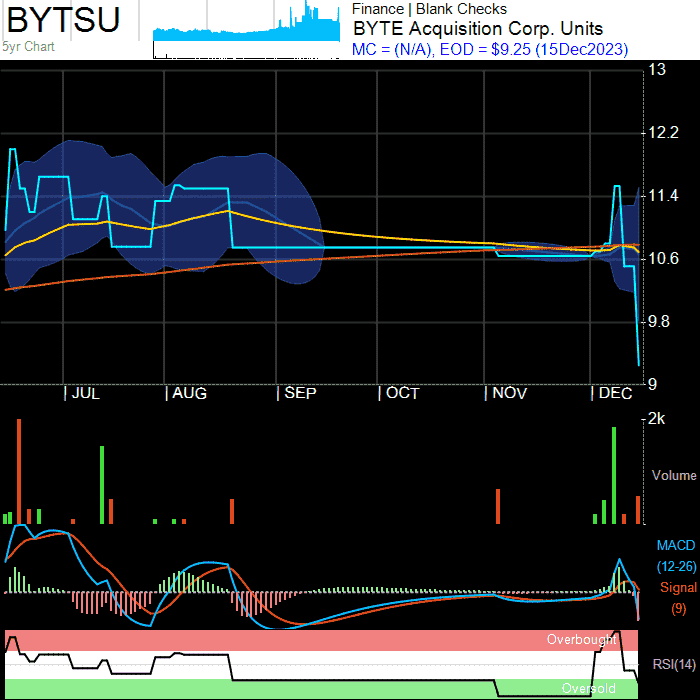 BYTSU
5yr Chart
Finance | Blank Checks
BYTE Acquisition Corp. Units
MC = (N/A), EOD = $9.25 (15Dec2023)
13
12.2
11.4
10.6
9.8
9
JUL AUG SEP OCT NOV DEC
2k
Volume
MACD
(12-26)
Signal
(9)
Overbought
RSI(14)
Oversold